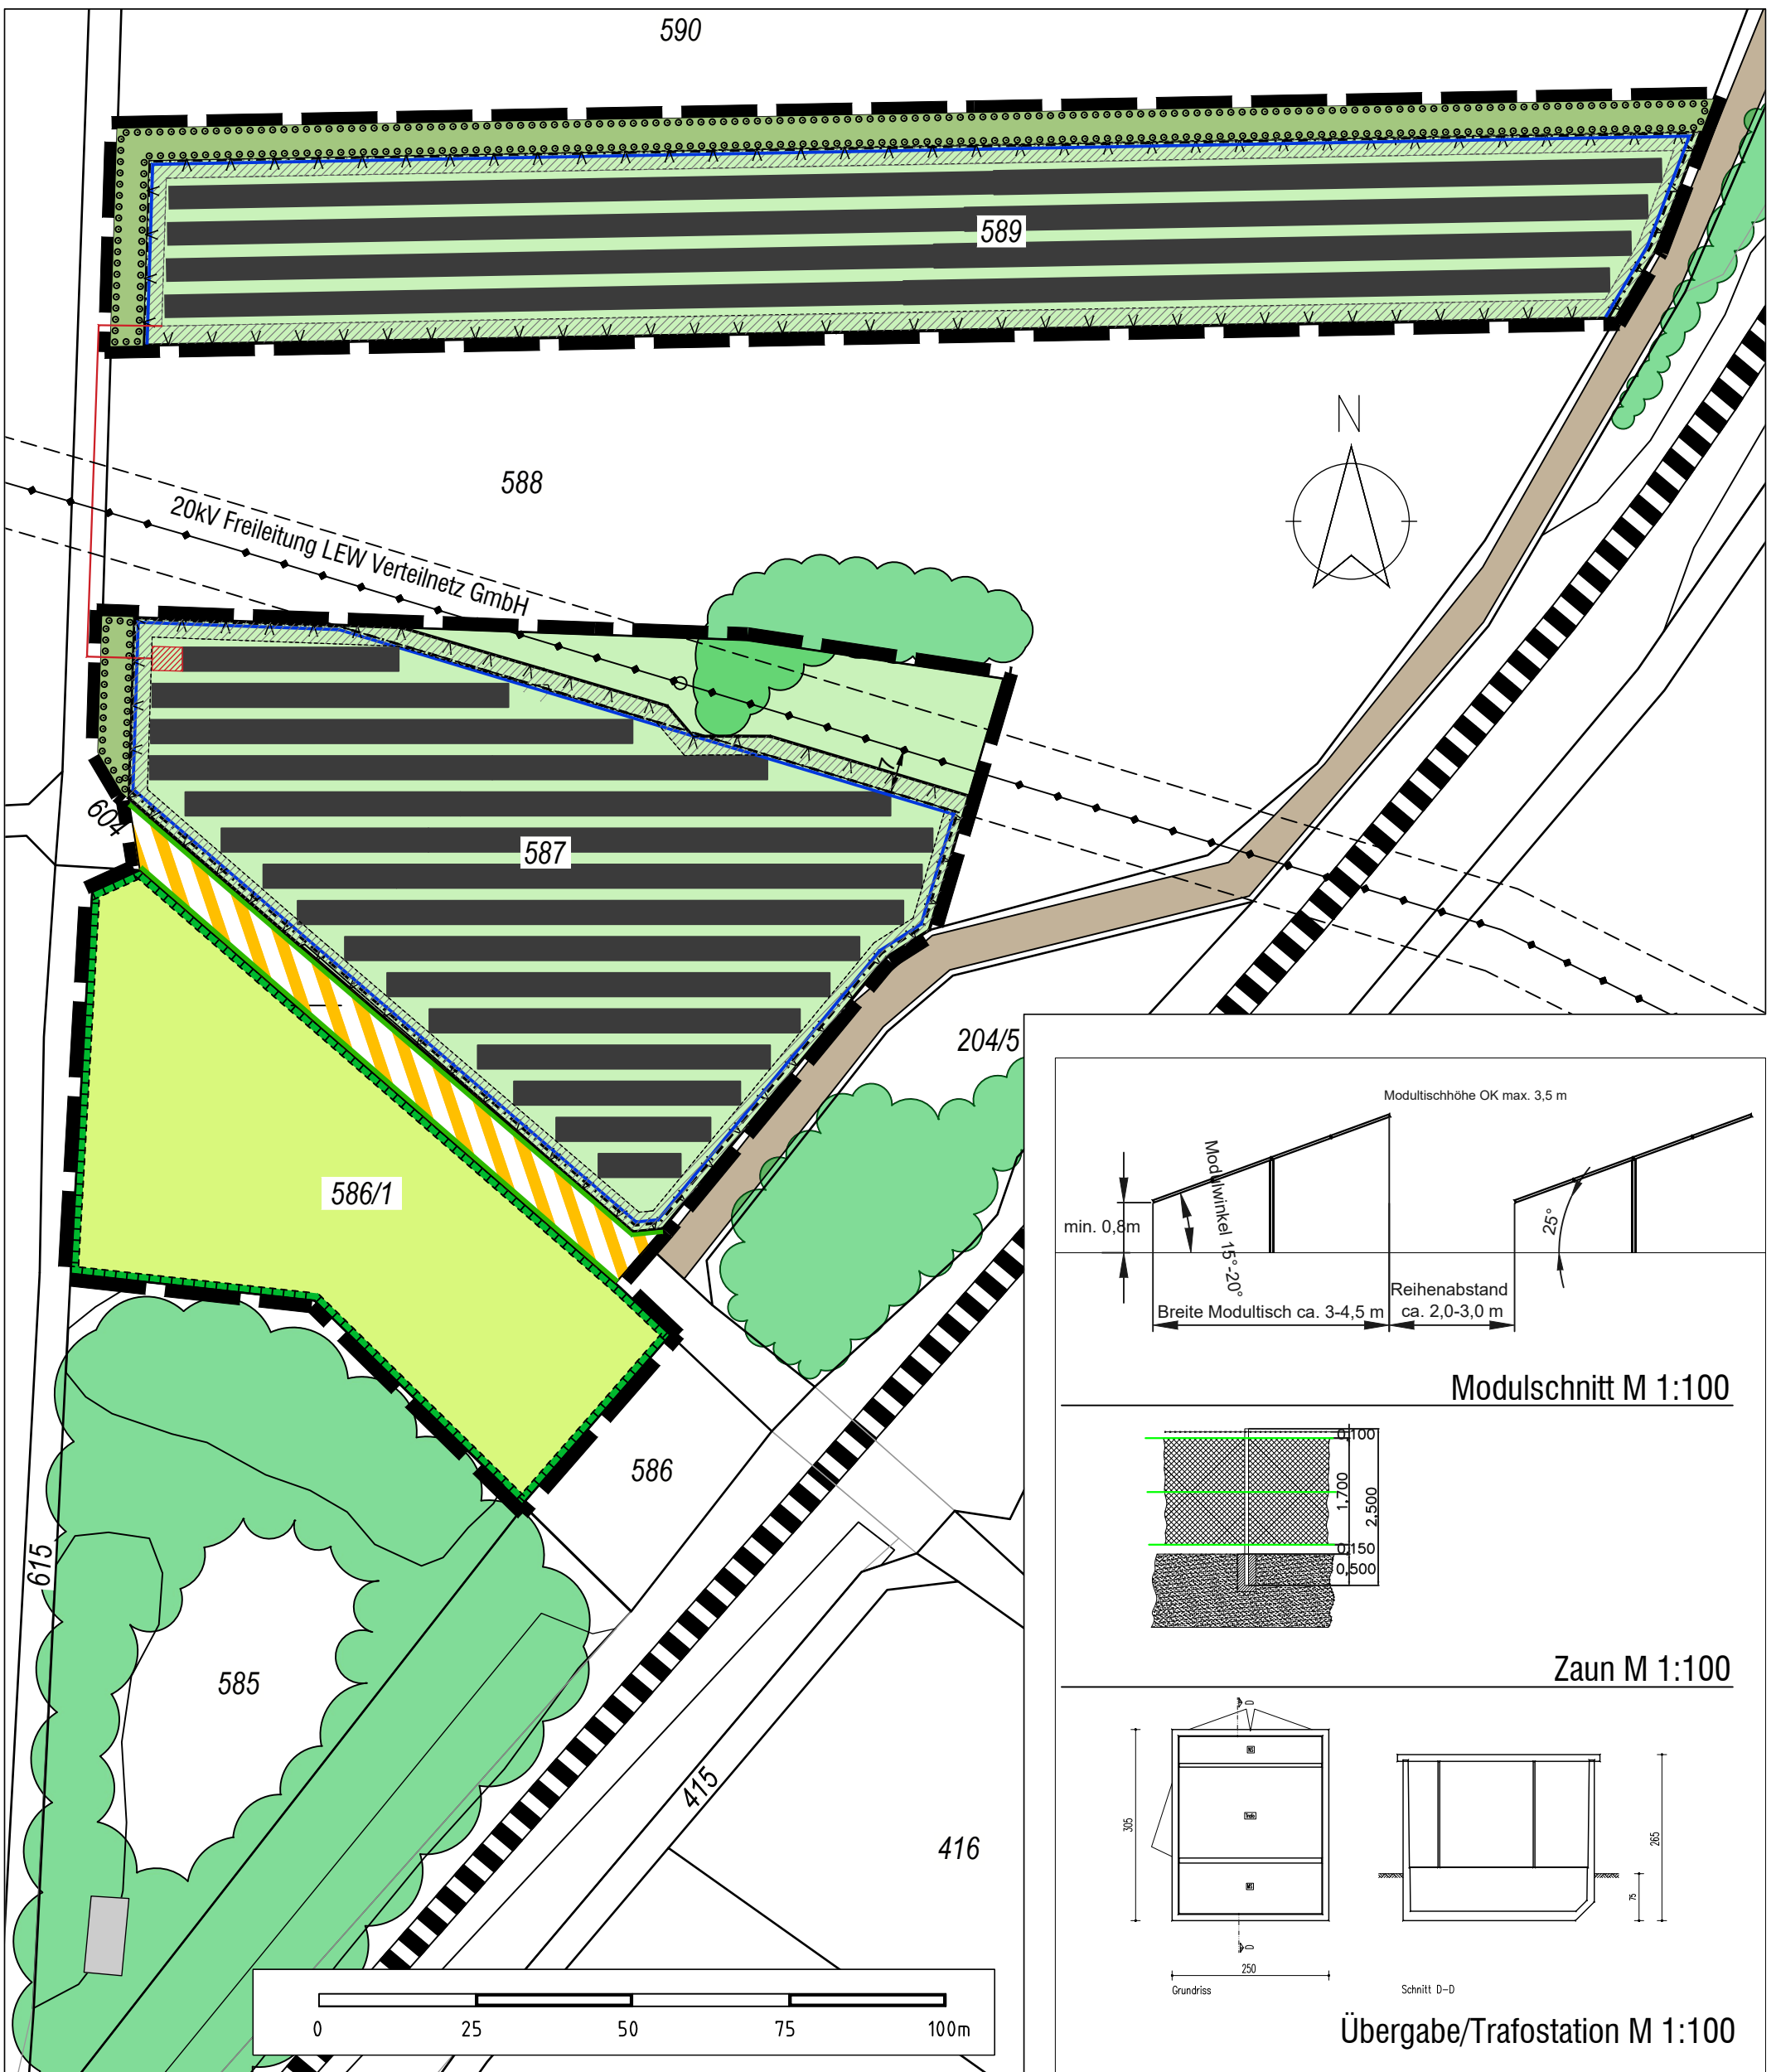 590
589
N
588
20kV Freileitung LEW Verteilnetz GmbH
7
604
587
204/5
586/1
586
615
585
415
416
0 25 50 75 100m
Modultischhöhe OK max. 3,5 m
Modulwinkel 15°-20°
min. 0,8m
25°
Breite Modultisch ca. 3-4,5 m
Reihenabstand
ca. 2,0-3,0 m
Modulschnitt M 1:100
0,100
1,700
2,500
0,150
0,500
Zaun M 1:100
D
305
Trafo
265
75
D
250
Grundriss
Schnitt D-D
Übergabe/Trafostation M 1:100